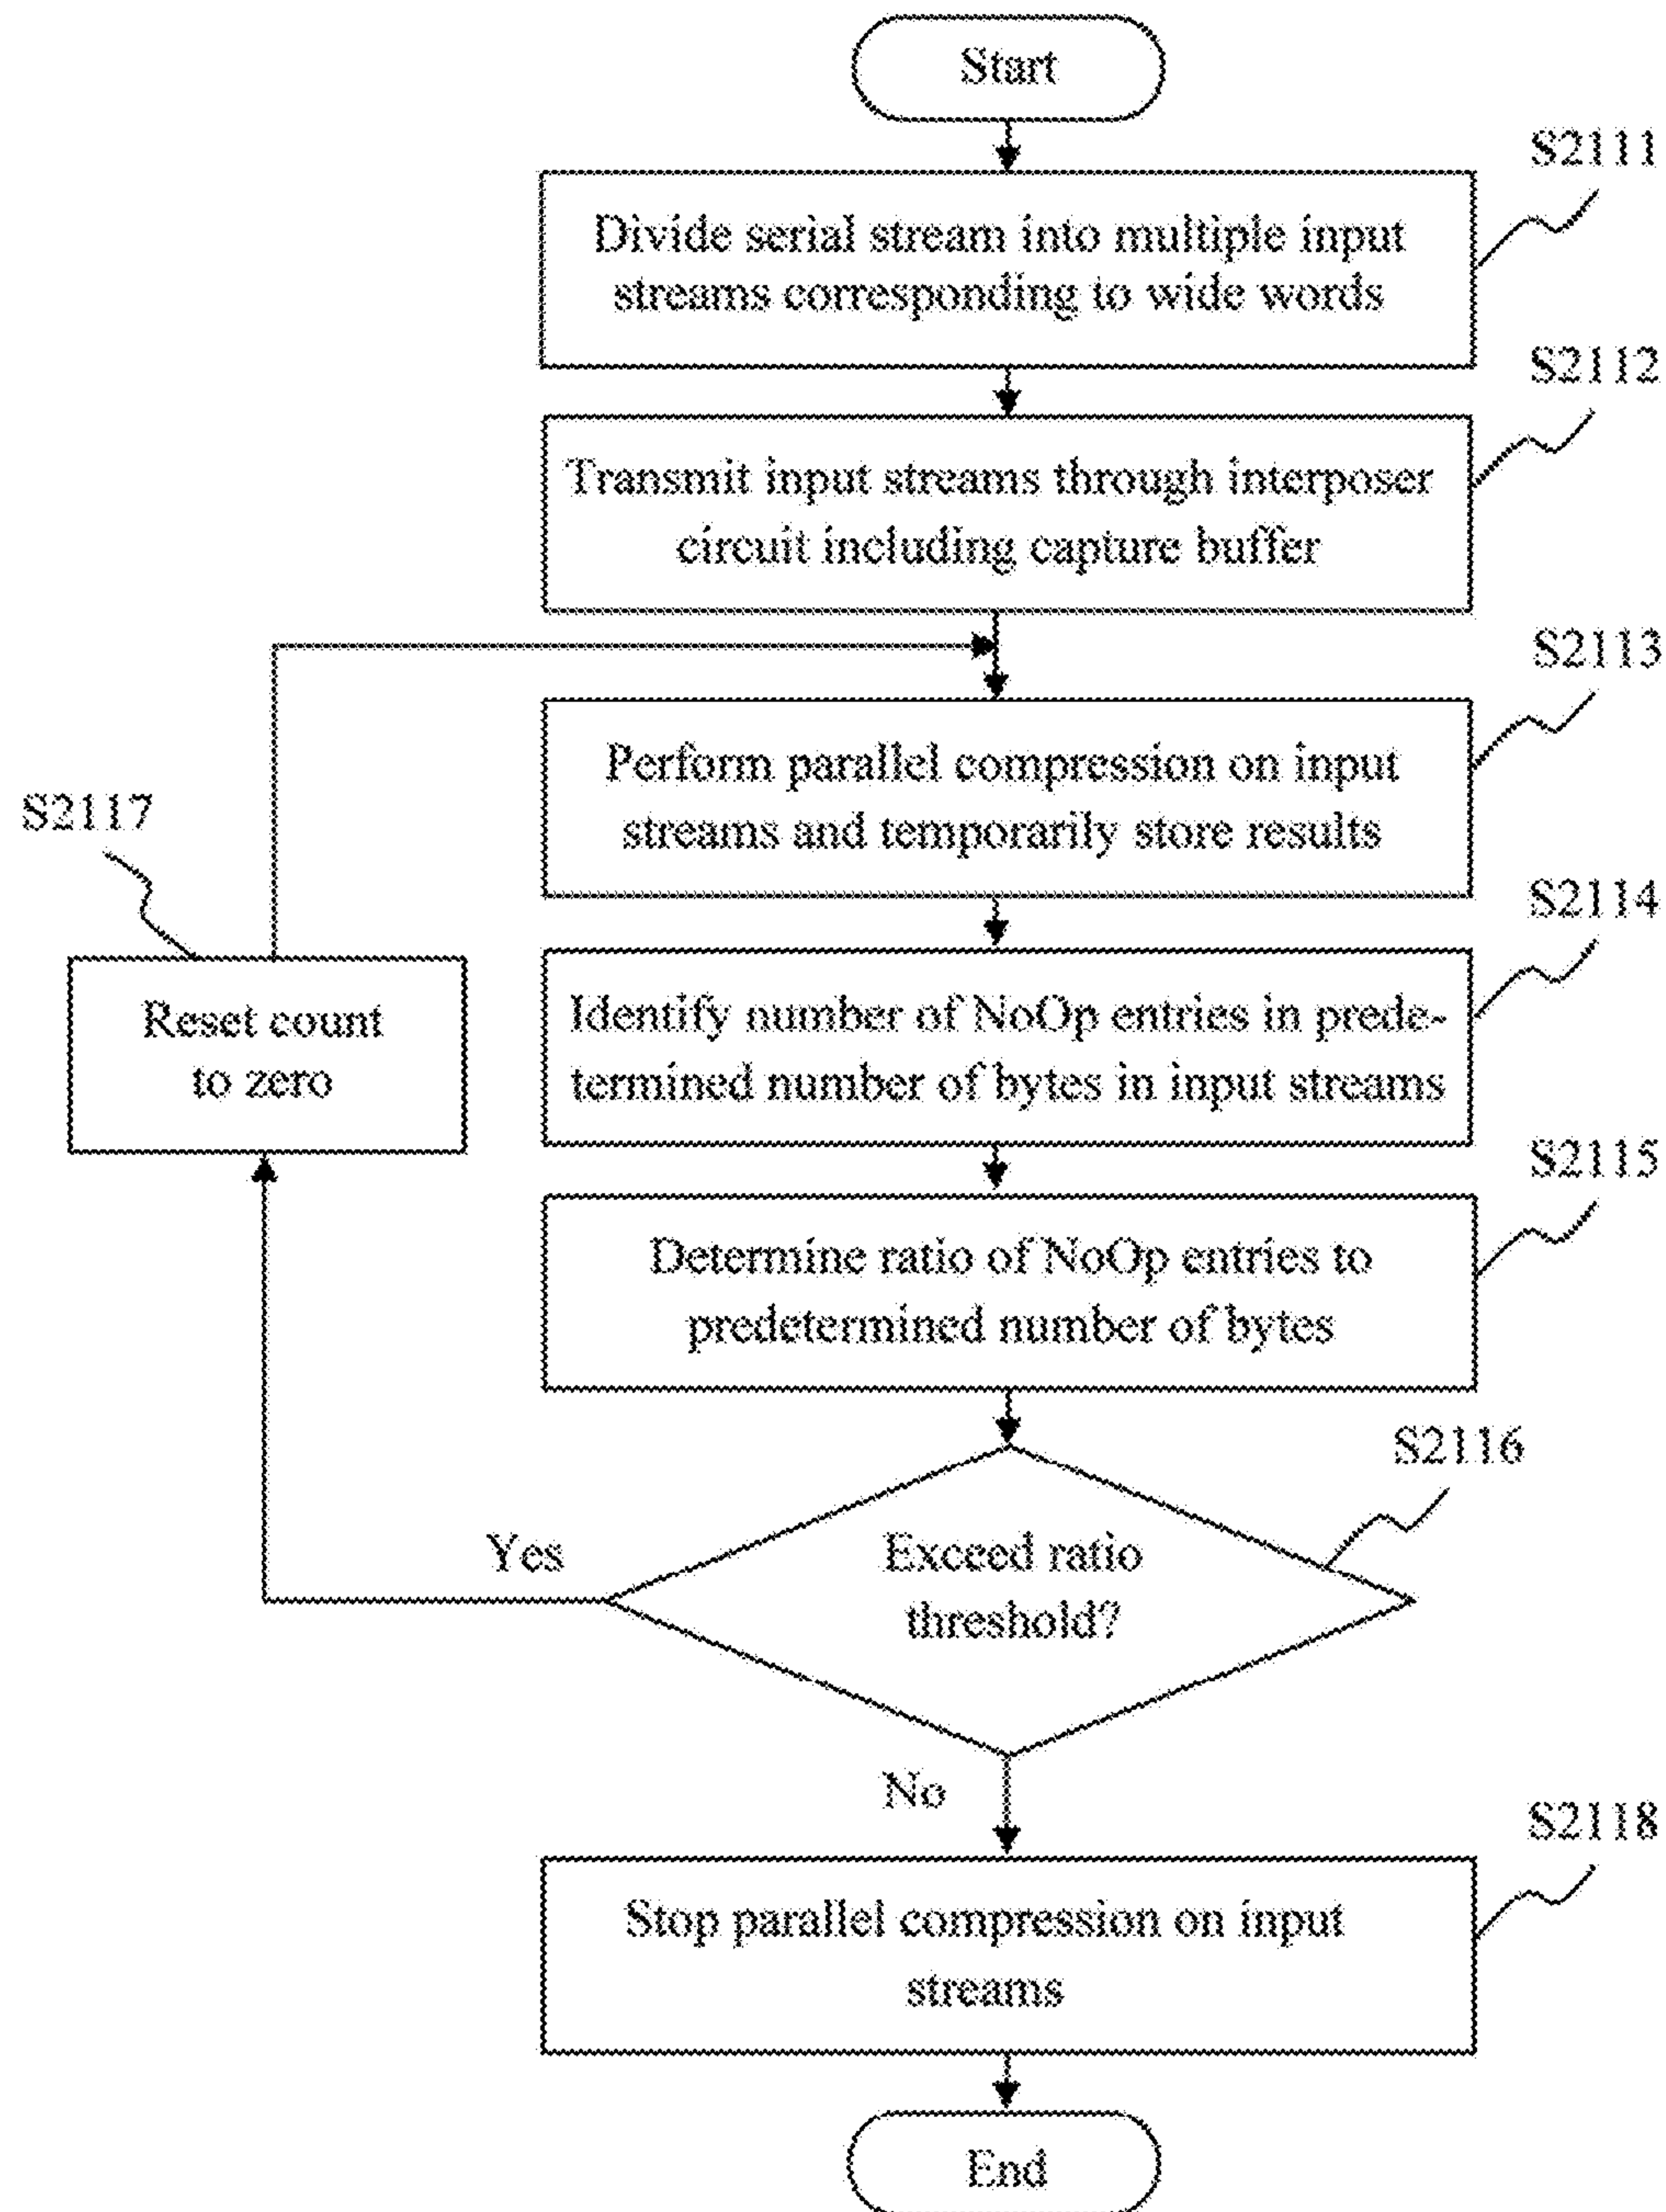 Start
S2111
Divide serial stream into multiple input
streams corresponding to wide words
S2112
Transmit input streams through interposer
circuit including capture buffer
S2113
Perform parallel compression on input
streams and temporarily store results
S2117
Reset count
to zero
S2114
Identify number of NoOp entries in prede-
termined number of bytes in input streams
S2115
Determine ratio of NoOp entries to
predetermined number of bytes
S2116
Exceed ratio
threshold?
Yes
No
S2118
Stop parallel compression on input
streams
End